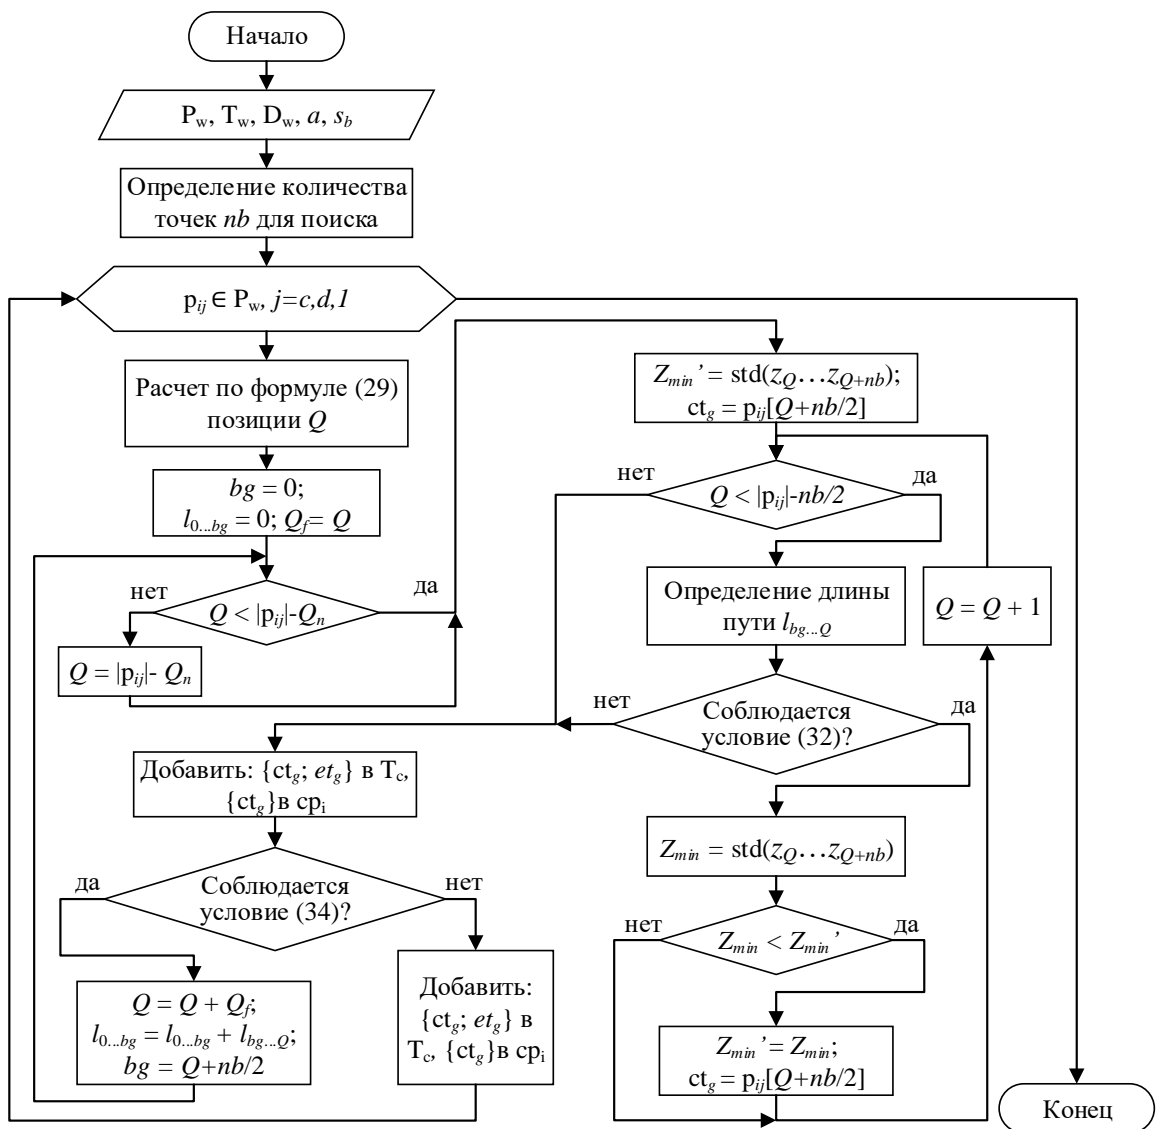 Начало
P_w, T_w, D_w, a, s_b
Определение количества
точек nb для поиска
p_ij ∈ P_w, j=c,d,1
Расчет по формуле (29)
позиции Q
bg = 0;
l_0...bg = 0; Q_f = Q
нет
да
Q < |p_ij|-Q_n
Q = |p_ij|- Q_n
Z_min’ = std(z_Q…z_Q+nb);
ct_g = p_ij[Q+nb/2]
нет
да
Q < |p_ij|-nb/2
Определение длины
пути l_bg...Q
Q = Q + 1
нет
да
Соблюдается
условие (32)?
Добавить: {ct_g; et_g} в T_c,
{ct_g}в cp_i
Z_min = std(z_Q…z_Q+nb)
да
нет
Соблюдается
условие (34)?
нет
да
Z_min < Z_min’
Q = Q + Q_f;
l_0...bg = l_0...bg + l_bg...Q;
bg = Q+nb/2
Добавить:
{ct_g; et_g} в
T_c, {ct_g}в cp_i
Z_min’ = Z_min;
ct_g = p_ij[Q+nb/2]
Конец